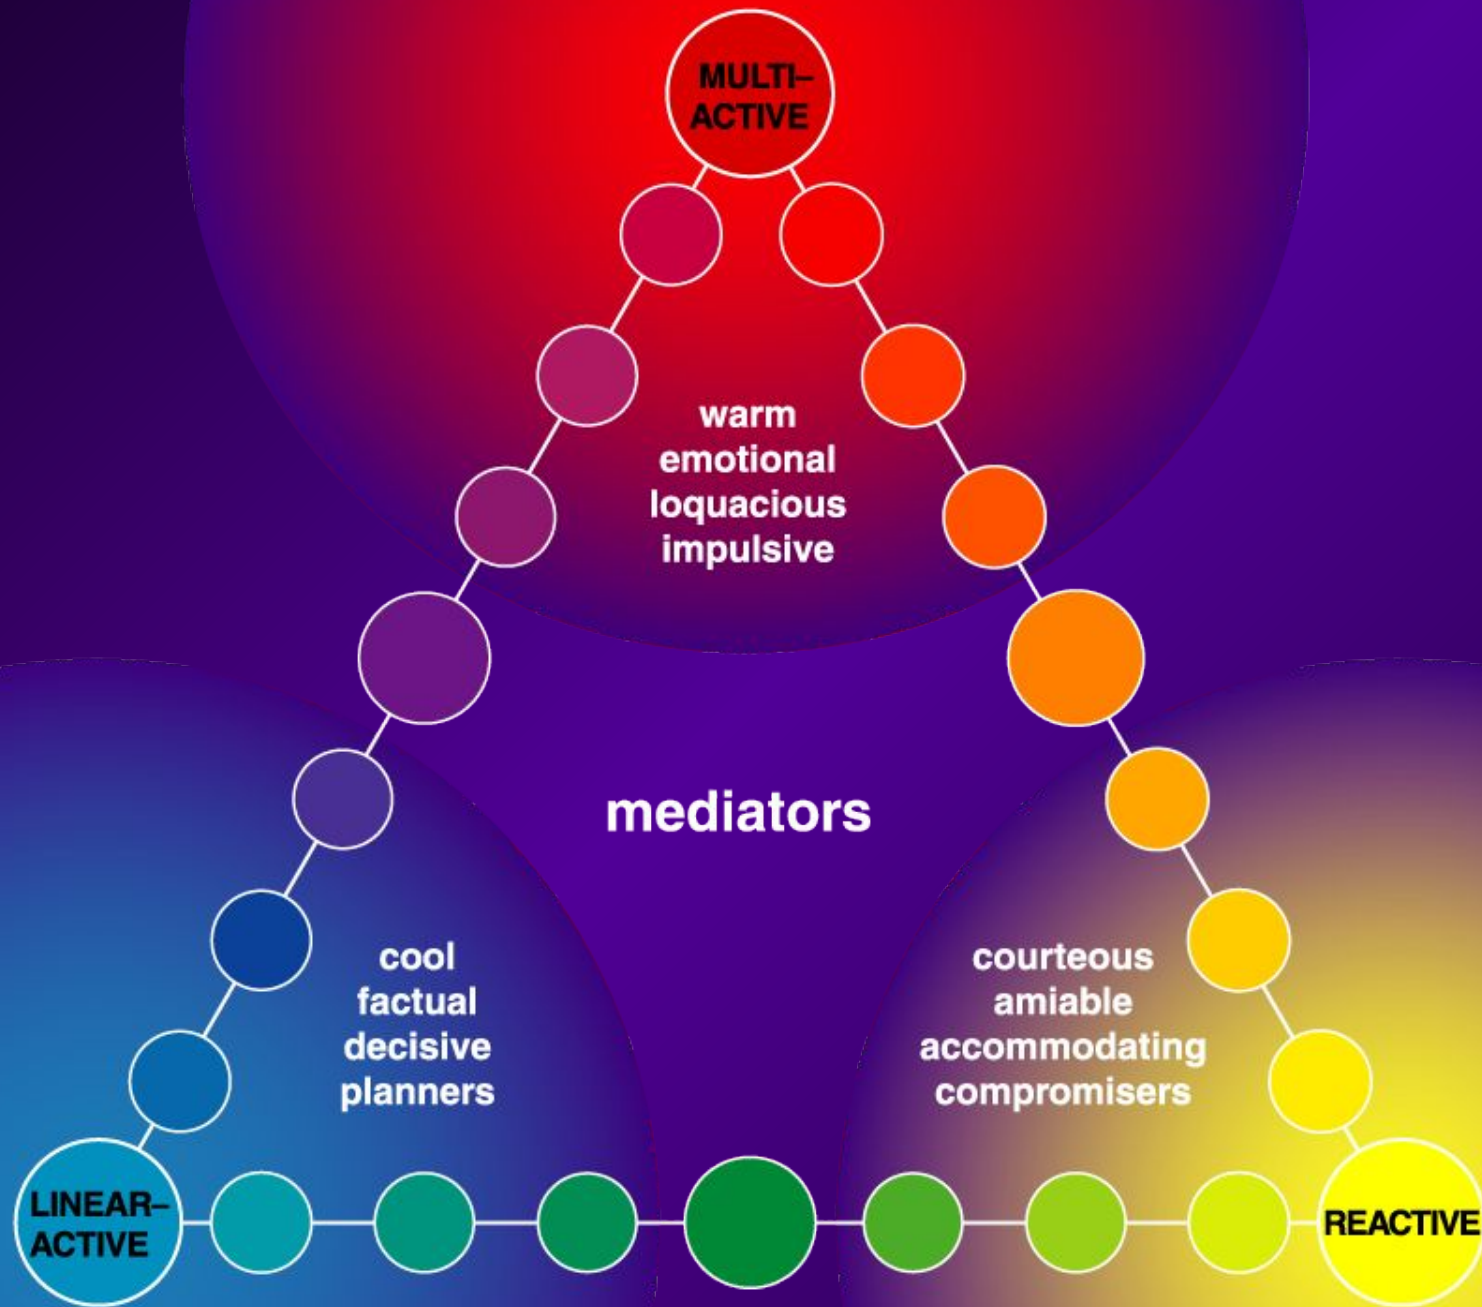 MULTI–
ACTIVE
warm
emotional
loquacious
impulsive
mediators
cool
factual
decisive
planners
courteous
amiable
accommodating
compromisers
LINEAR–
ACTIVE
REACTIVE